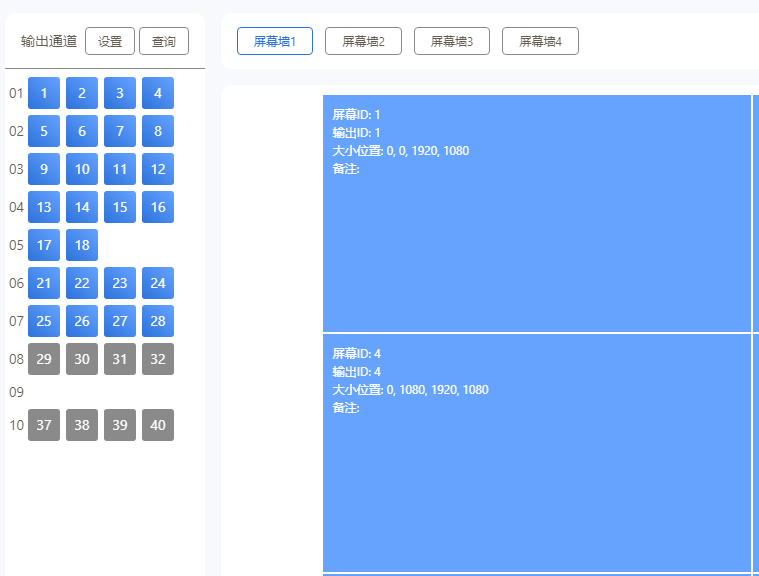 输出通道 设置 查询
01 1 2 3 4
02 5 6 7 8
03 9 10 11 12
04 13 14 15 16
05 17 18
06 21 22 23 24
07 25 26 27 28
08 29 30 31 32
09
10 37 38 39 40
屏幕墙1 屏幕墙2 屏幕墙3 屏幕墙4
屏幕ID: 1
输出ID: 1
大小位置: 0, 0, 1920, 1080
备注:
屏幕ID: 4
输出ID: 4
大小位置: 0, 1080, 1920, 1080
备注: